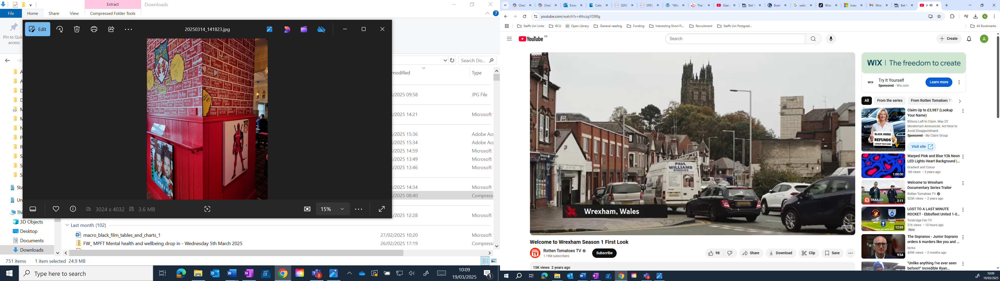 Extract
Downloads
File
Home
Share
View
Compressed Folder Tools
Pin to Quick
access
Edit
20250314_141823.jpg
3024 x 4032
3.6 MB
15%
Search Do...
modified
Type
/2025 09:58
JPG File
/2025 14:21
Microsoft
/2025 15:36
Adobe Acr
/2025 15:34
Adobe Acr
/2025 14:59
Microsoft
/2025 13:49
Microsoft
/2025 13:46
Microsoft
/2025 14:34
Microsoft
/2025 08:40
Compress
/2025 12:28
Microsoft
3D Objects
Desktop
Documents
Downloads
Last month (102)
macro_black_film_tables_and_charts_1
27/02/2025 10:20
Microsoft
FW_ MPFT Mental health and wellbeing drop in - Wednesday 5th March 2025
26/02/2025 17:19
Compress
751 items
1 item selected 24.9 MB
Type here to search
10:09
19/03/2025
youtube.com/watch?v=4thczg1D8Rg
Staffs Uni Links
BCU
Open Library
General reading
Funding
Interesting Short Fi...
Recruitment
Staffs Uni Postgrad...
All Bookmarks
YouTube GB
Search
Create
A
PAUL
WILLIAMS
WINDOWS
Wrexham, Wales
SUBSCRIBE
Welcome to Wrexham Season 1 First Look
Rotten Tomatoes TV
1.19M subscribers
Subscribe
98
Share
Download
Clip
Save
15K views 2 years ago
WIX | The freedom to create
WIX
Try It Yourself
Sponsored · Wix.com
Learn more
All
From the series
From Rotten Tomatoes TV
Claim Up to £3,987 (Lookup
Your Name)
Billions Left to Claim. May 25'
Moratorium Announced. Act Now to
Avoid Disappointment.
Sponsored · My Claim Group
Visit site
BLACK HORSE
REFUNDS
LOOKUP YOUR NAME!
Warped Pink and Blue Y2k Neon
LED Lights Heart Background |...
Gradient and Colour
1M views · 3 years ago
1:00:00
Welcome to Wrexham
Documentary Series Trailer
Rotten Tomatoes TV
525K views · 2 years ago
TRAILER
2:11
LOST TO A LAST MINUTE
ROCKET - Ebbsfleet United 1-0...
Tonbridge Fan TV
216 views · 10 hours ago
New
12:03
The Sopranos - Junior Soprano
orders 6 murders like you and ...
borko
439K views · 2 months ago
9:54
"Unlike anything I've ever seen
before!!" Incredible Ryan...
10:09
19/03/2025